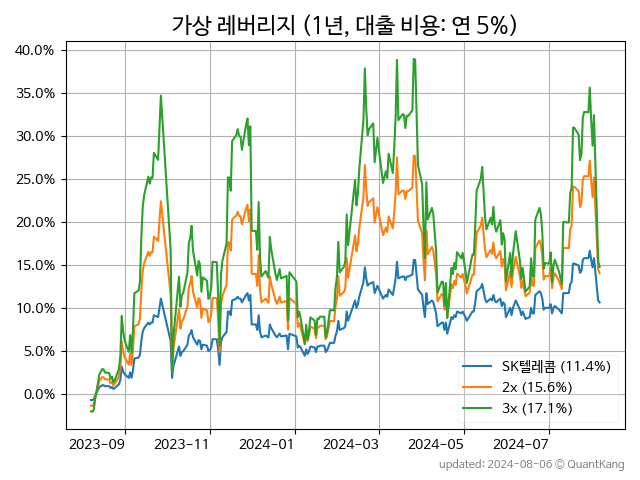 가상 레버리지 (1년, 대출 비용: 연 5%)
40.0%
35.0%
30.0%
25.0%
20.0%
15.0%
10.0%
5.0%
0.0%
SK텔레콤 (11.4%)
2x (15.6%)
3x (17.1%)
2023-09 2023-11 2024-01 2024-03 2024-05 2024-07
updated: 2024-08-06 © QuantKang